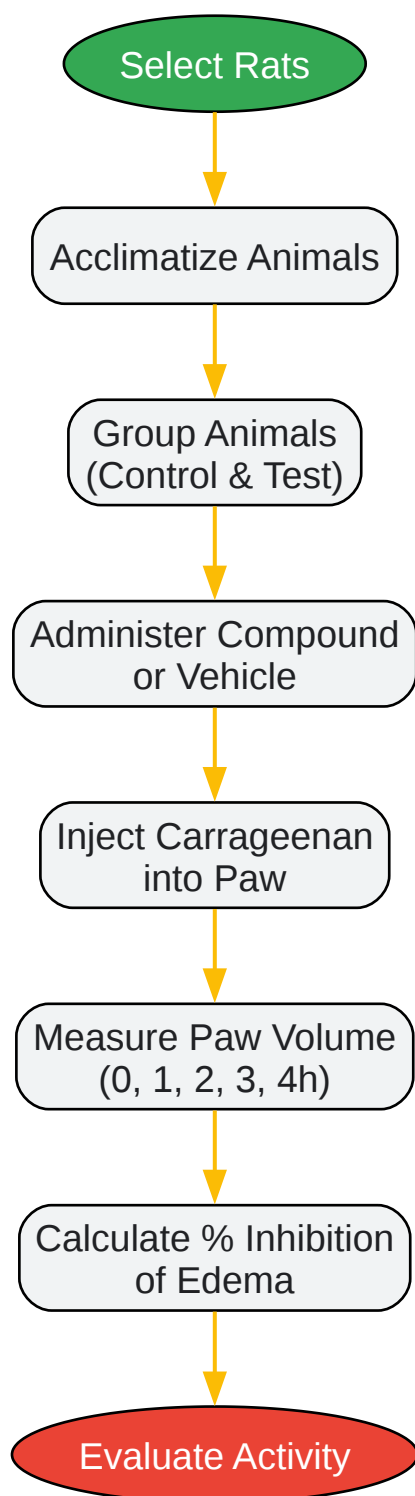 Select Rats
Acclimatize Animals
Group Animals
(Control & Test)
Administer Compound
or Vehicle
Inject Carrageenan
into Paw
Measure Paw Volume
(0, 1, 2, 3, 4h)
Calculate % Inhibition
of Edema
Evaluate Activity